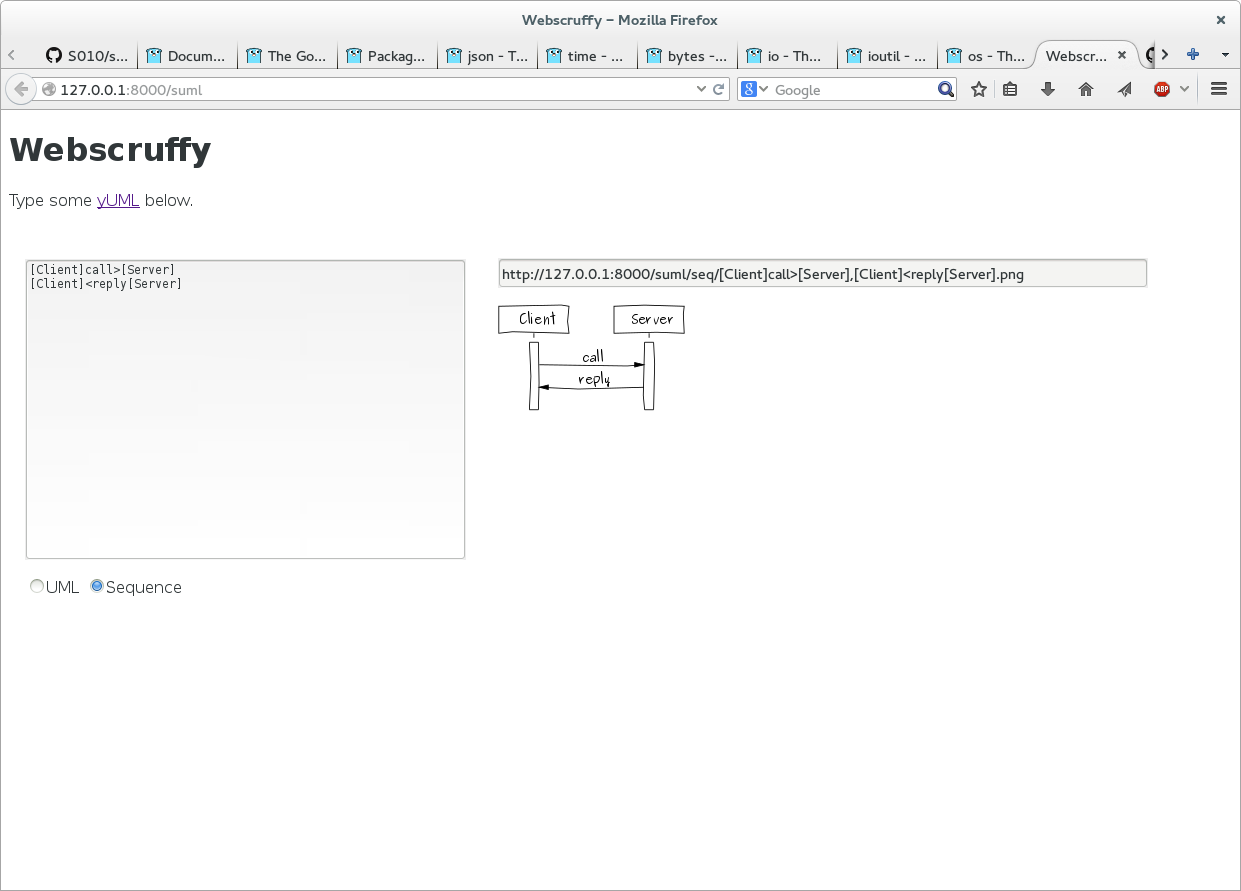 Webscruffy – Mozilla Firefox
S010/s...
Docum...
The Go...
Packag...
json - T...
time - ...
bytes -...
io - Th...
ioutil - ...
os - Th...
Webscr...
127.0.0.1:8000/suml
8
Google
ABP
Webscruffy
Type some yUML below.
[Client]call>[Server]
[Client]<reply[Server]
http://127.0.0.1:8000/suml/seq/[Client]call>[Server],[Client]<reply[Server].png
Client
Server
call
reply
UML
Sequence